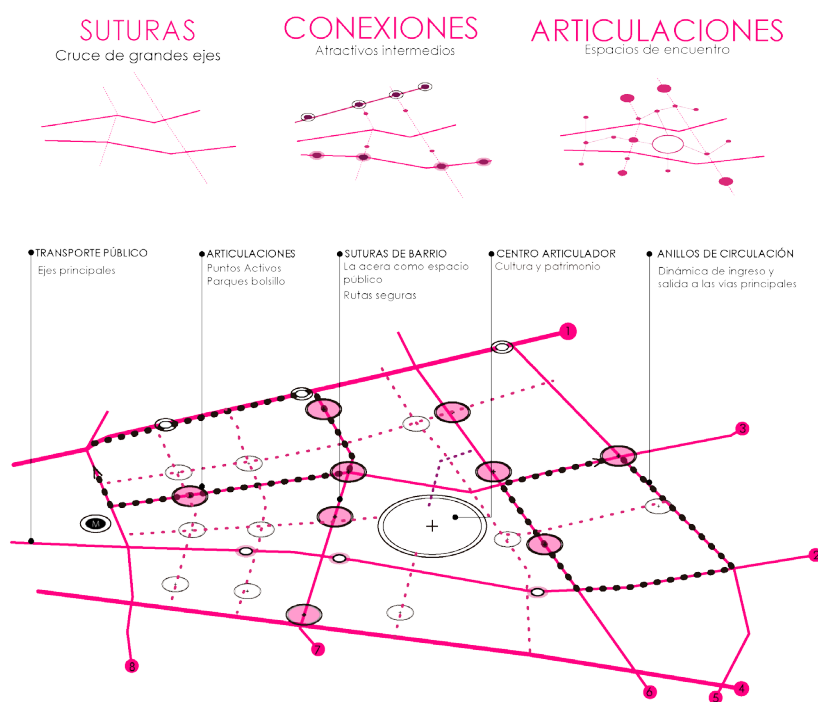 SUTURAS
Cruce de grandes ejes
CONEXIONES
Atractivos intermedios
ARTICULACIONES
Espacios de encuentro
TRANSPORTE PÚBLICO
Ejes principales
ARTICULACIONES
Puntos Activos
Parques bolsillo
SUTURAS DE BARRIO
La acera como espacio
público
Rutas seguras
CENTRO ARTICULADOR
Cultura y patrimonio
ANILLOS DE CIRCULACIÓN
Dinámica de ingreso y
salida a las vías principales
1
3
M
2
7
8
6
5
4